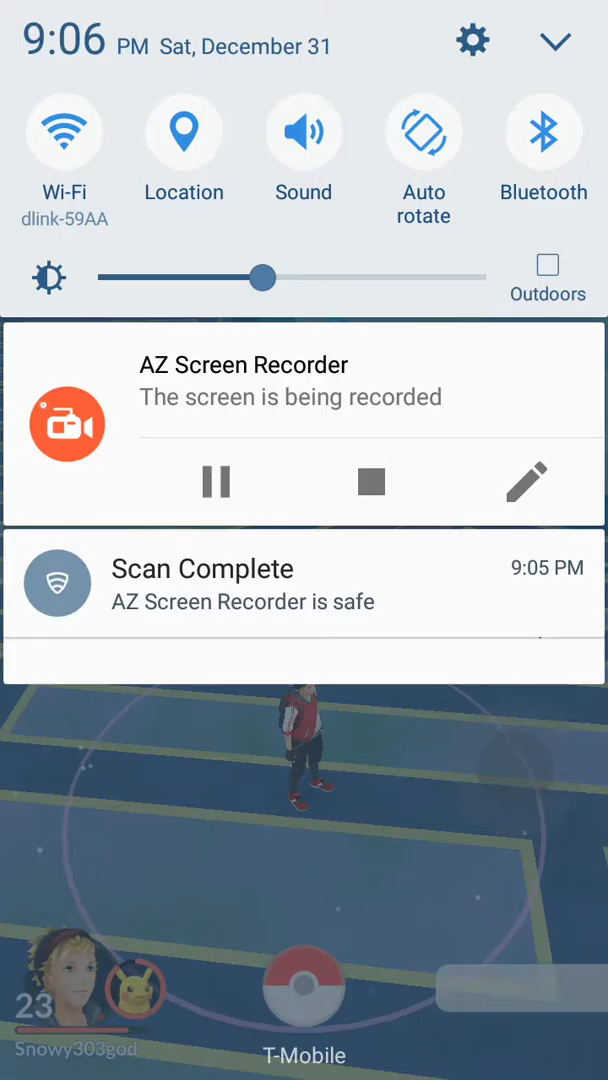 9:06 PM Sat, December 31
Wi-Fi
dlink-59AA
Location
Sound
Auto
rotate
Bluetooth
Outdoors
AZ Screen Recorder
The screen is being recorded
Scan Complete
9:05 PM
AZ Screen Recorder is safe
23
Snowy303god
T-Mobile